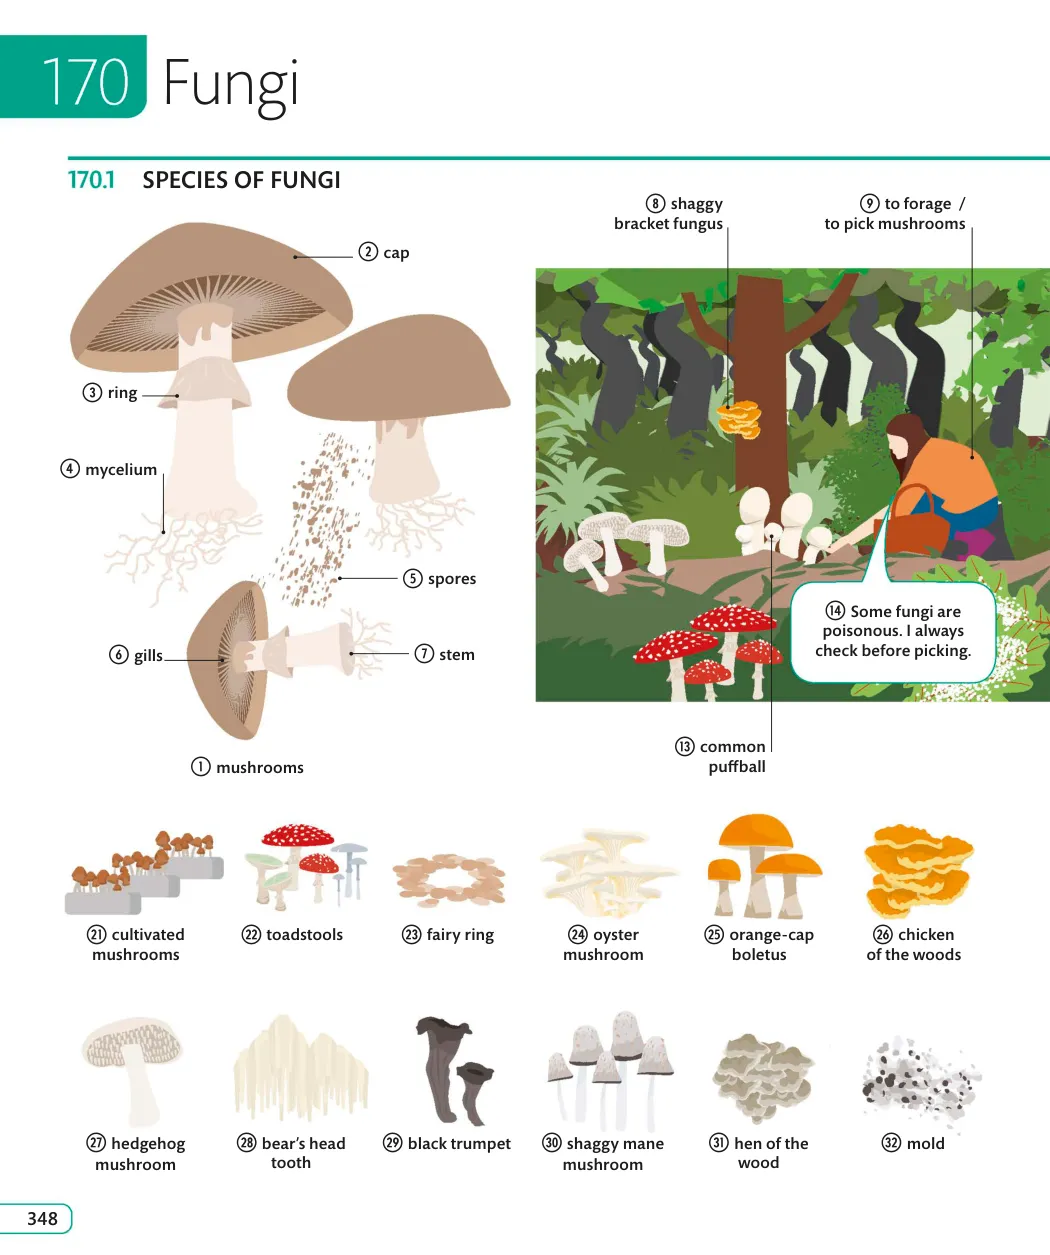 170 Fungi
170.1 SPECIES OF FUNGI
② cap
③ ring
④ mycelium
⑤ spores
⑥ gills
⑦ stem
① mushrooms
⑧ shaggy
bracket fungus
⑨ to forage /
to pick mushrooms
⑭ Some fungi are
poisonous. I always
check before picking.
⑬ common
puffball
㉑ cultivated
mushrooms
㉒ toadstools
㉓ fairy ring
㉔ oyster
mushroom
㉕ orange-cap
boletus
㉖ chicken
of the woods
㉗ hedgehog
mushroom
㉘ bear's head
tooth
㉙ black trumpet
㉚ shaggy mane
mushroom
㉛ hen of the
wood
㉜ mold
348